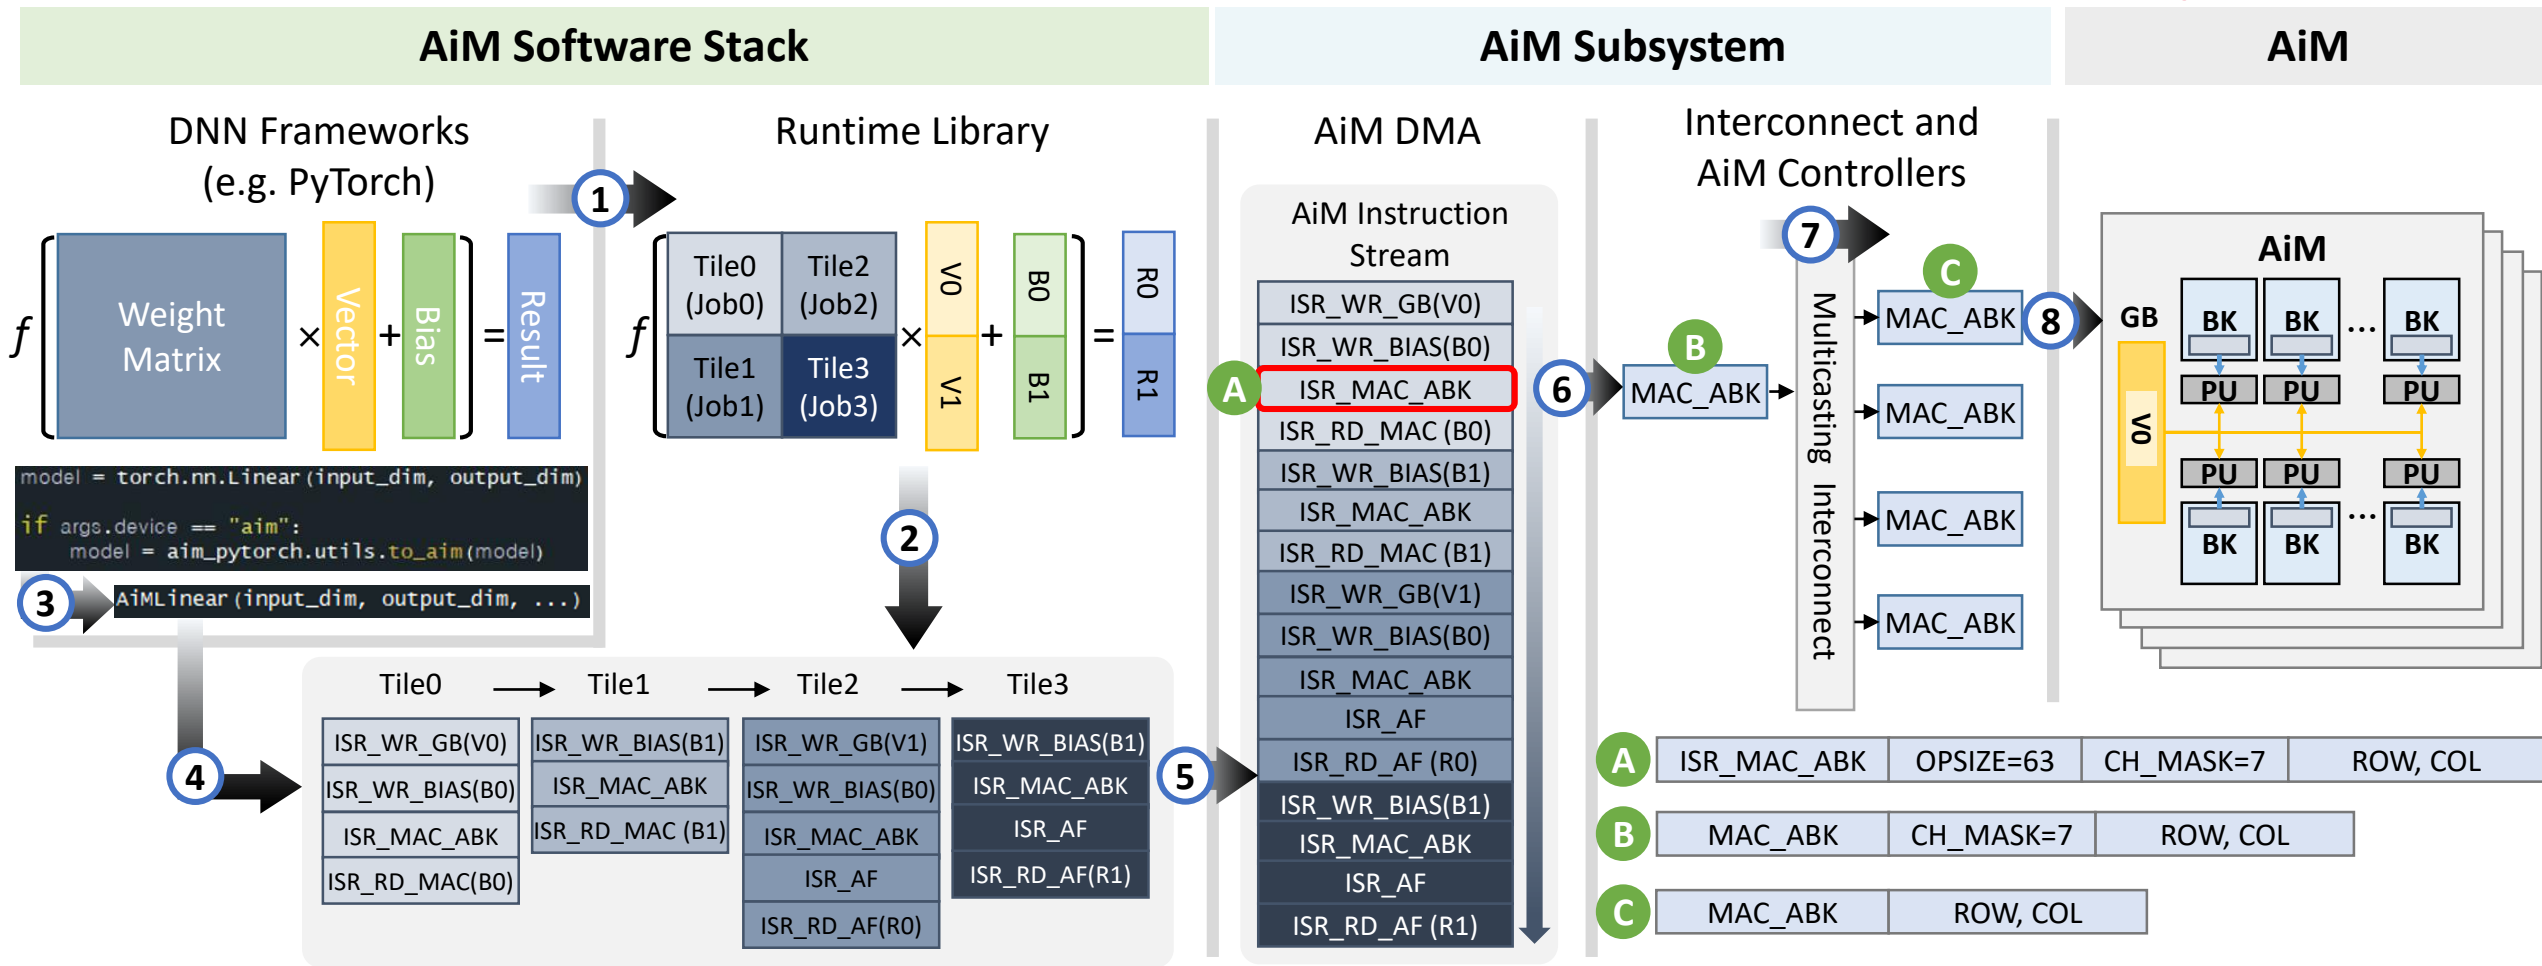 AiM Software Stack
AiM Subsystem
AiM
DNN Frameworks
(e.g. PyTorch)
1
f
Weight
Matrix
×
Vector
+
Bias
=
Result
model = torch.nn.Linear(input_dim, output_dim)
if args.device == "aim":
model = aim_pytorch.utils.to_aim(model)
3
AiMLinear(input_dim, output_dim, ...)
4
Runtime Library
f
Tile0
(Job0)
Tile2
(Job2)
Tile1
(Job1)
Tile3
(Job3)
×
V0
V1
+
B0
B1
=
R0
R1
2
Tile0
Tile1
Tile2
Tile3
ISR_WR_GB(V0)
ISR_WR_BIAS(B0)
ISR_MAC_ABK
ISR_RD_MAC(B0)
ISR_WR_BIAS(B1)
ISR_MAC_ABK
ISR_RD_MAC (B1)
ISR_WR_GB(V1)
ISR_WR_BIAS(B0)
ISR_MAC_ABK
ISR_AF
ISR_RD_AF(R0)
ISR_WR_BIAS(B1)
ISR_MAC_ABK
ISR_AF
ISR_RD_AF(R1)
5
AiM DMA
AiM Instruction
Stream
ISR_WR_GB(V0)
ISR_WR_BIAS(B0)
A
ISR_MAC_ABK
ISR_RD_MAC (B0)
ISR_WR_BIAS(B1)
ISR_MAC_ABK
ISR_RD_MAC (B1)
ISR_WR_GB(V1)
ISR_WR_BIAS(B0)
ISR_MAC_ABK
ISR_AF
ISR_RD_AF (R0)
ISR_WR_BIAS(B1)
ISR_MAC_ABK
ISR_AF
ISR_RD_AF (R1)
6
Interconnect and
AiM Controllers
7
B
MAC_ABK
Multicasting Interconnect
C
MAC_ABK
MAC_ABK
MAC_ABK
MAC_ABK
8
AiM
GB
V0
BK BK ... BK
PU PU PU
PU PU PU
BK BK ... BK
A ISR_MAC_ABK OPSIZE=63 CH_MASK=7 ROW, COL
B MAC_ABK CH_MASK=7 ROW, COL
C MAC_ABK ROW, COL